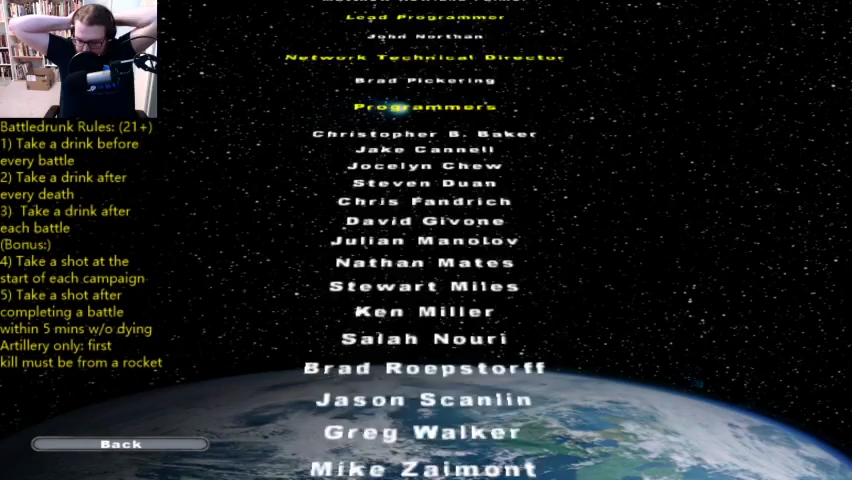 Battledrunk Rules: (21+)
1) Take a drink before
every battle
2) Take a drink after
every death
3) Take a drink after
each battle
(Bonus:)
4) Take a shot at the
start of each campaign
5) Take a shot after
completing a battle
within 5 mins w/o dying
Artillery only: first
kill must be from a rocket
Lead Programmer
John Northan
Network Technical Director
Brad Pickering
Programmers
Christopher B. Baker
Jake Cannell
Jocelyn Chew
Steven Duan
Chris Fandrich
David Givone
Julian Manolov
Nathan Mates
Stewart Miles
Ken Miller
Salah Nouri
Brad Roepstorff
Jason Scanlin
Greg Walker
Mike Zaimont
Back